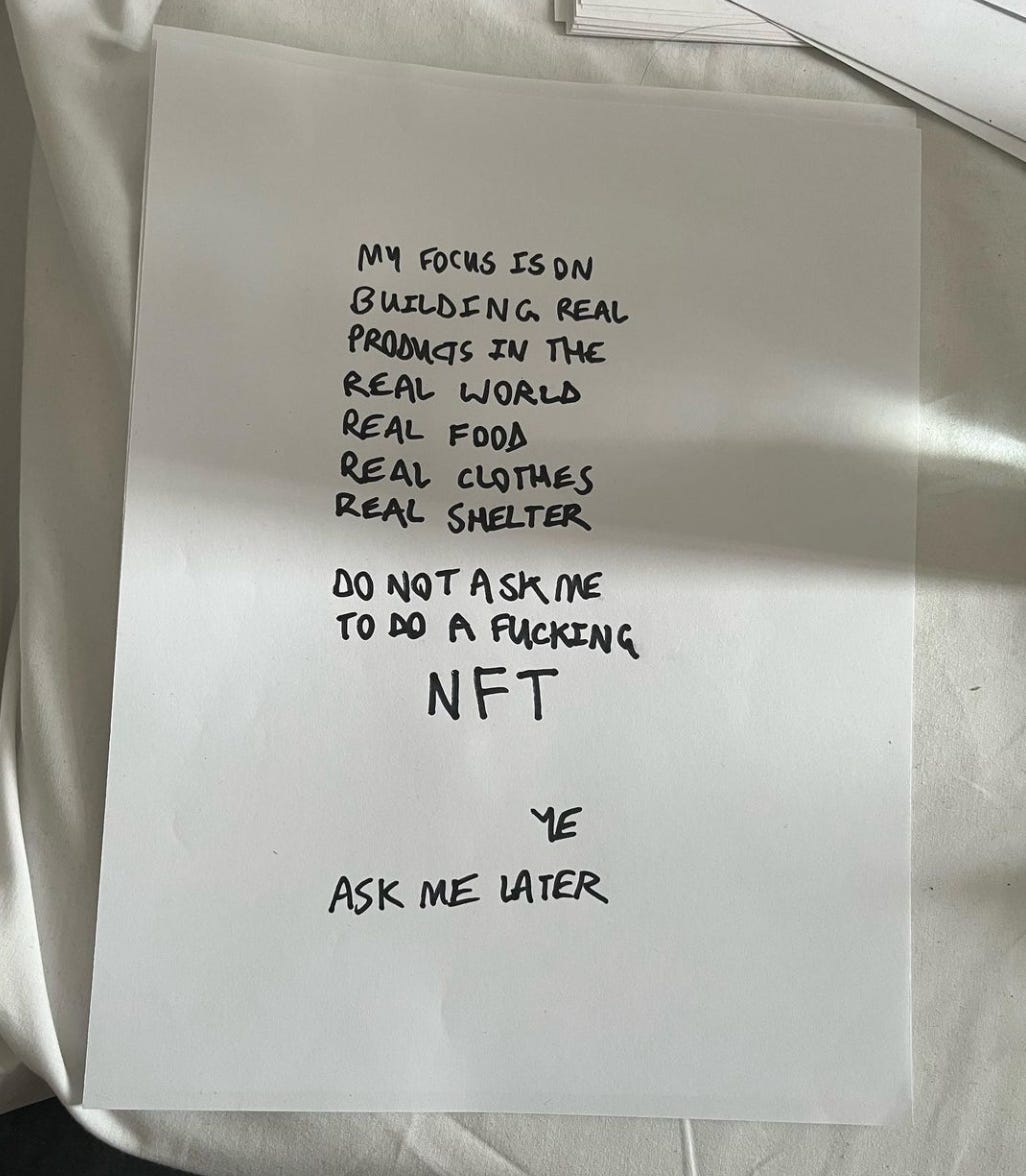 MY FOCUS IS ON
BUILDING REAL
PRODUCTS IN THE
REAL WORLD
REAL FOOD
REAL CLOTHES
REAL SHELTER
DO NOT ASK ME
TO DO A FUCKING
NFT
YE
ASK ME LATER